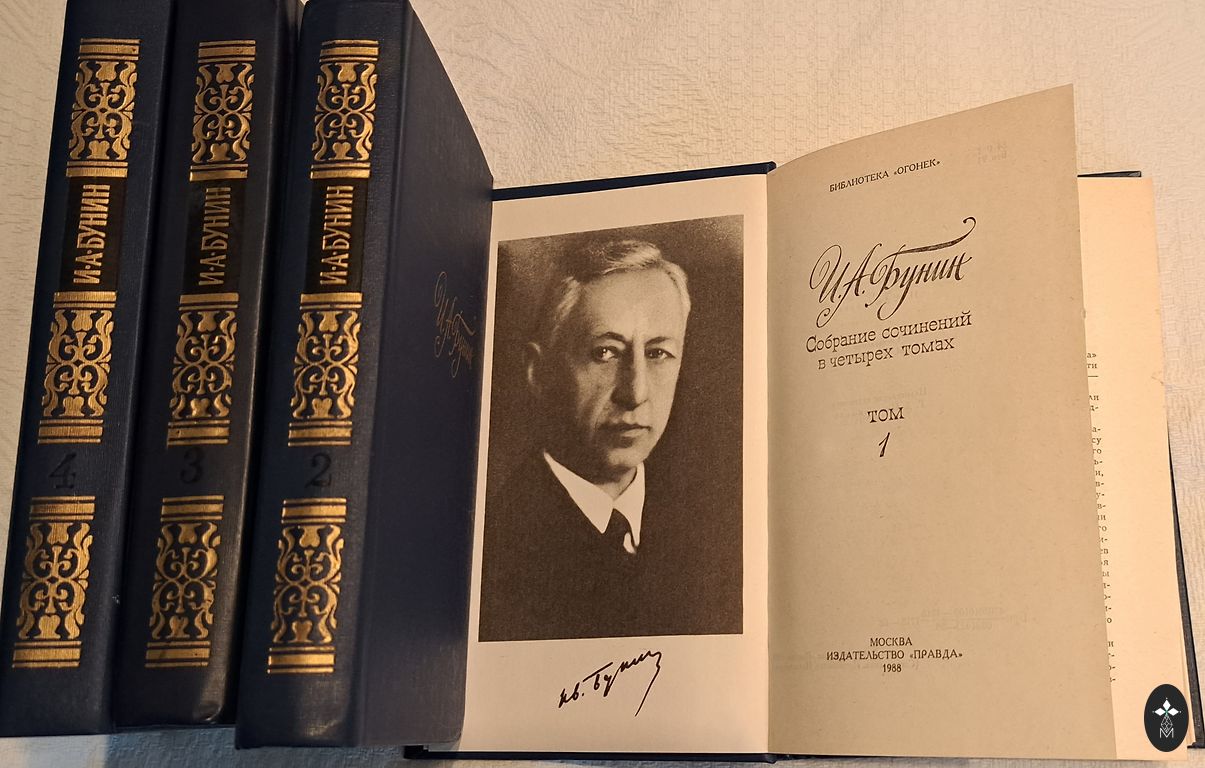 И·А·БУНИН
4
И·А·БУНИН
3
И·А·БУНИН
2
И.А.Бунин
Ив. Бунин
БИБЛИОТЕКА «ОГОНЕК»
И.А.Бунин
Собрание сочинений
в четырех томах
ТОМ
1
МОСКВА
ИЗДАТЕЛЬСТВО «ПРАВДА»
1988